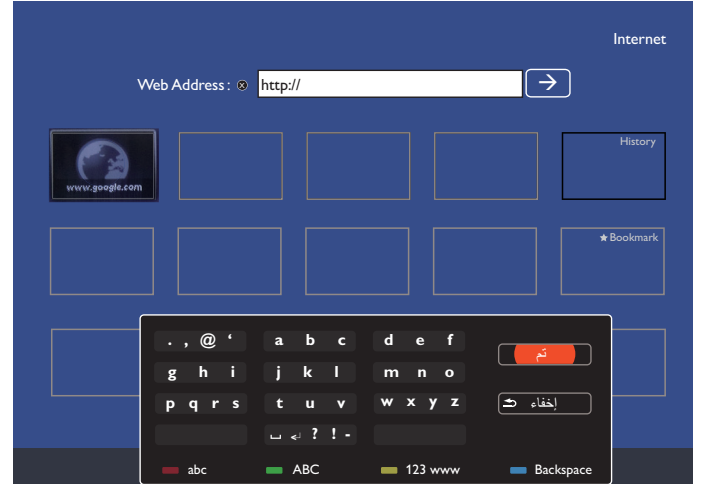 Internet
Web Address : ⊗ http:// →
www.google.com
History
★ Bookmark
. , @ ‘ a b c d e f
تم
g h i j k l m n o
p q r s t u v w x y z
إخفاء
␣ ↵ ? ! -
abc ABC 123 www Backspace